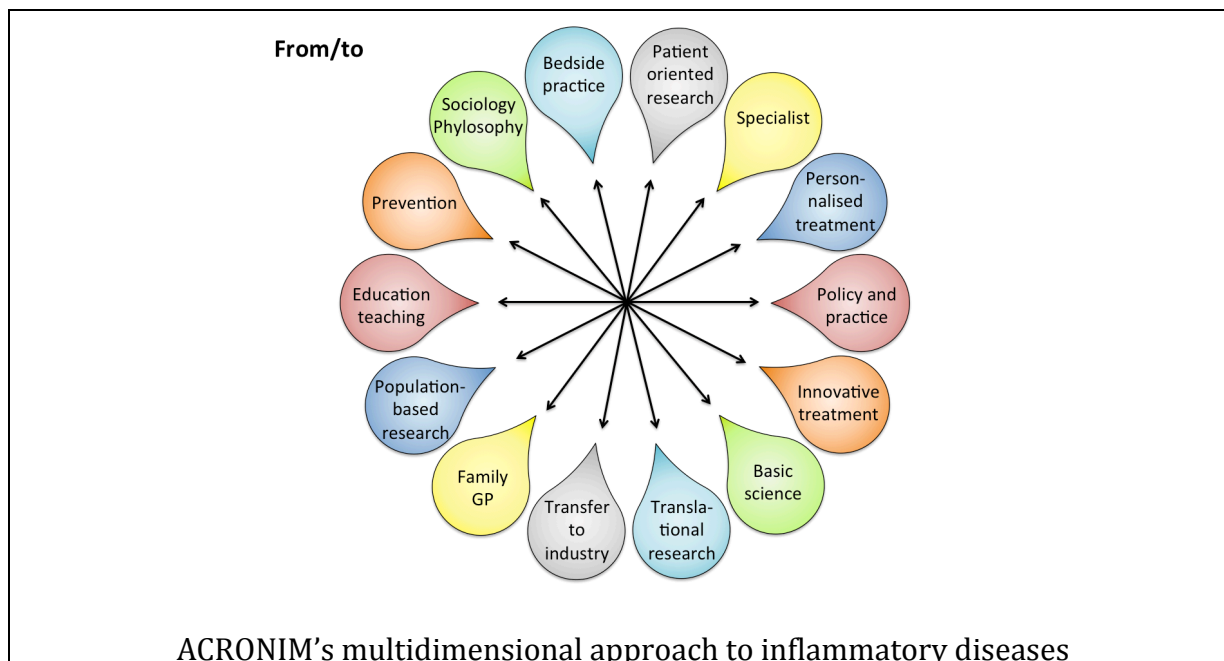 From/to
Bedside
practice
Patient
oriented
research
Specialist
Person-
nalised
treatment
Policy and
practice
Innovative
treatment
Basic
science
Transla-
tional
research
Transfer
to
industry
Family
GP
Population-
based
research
Education
teaching
Prevention
Sociology
Phylosophy
ACRONIM’s multidimensional approach to inflammatory diseases